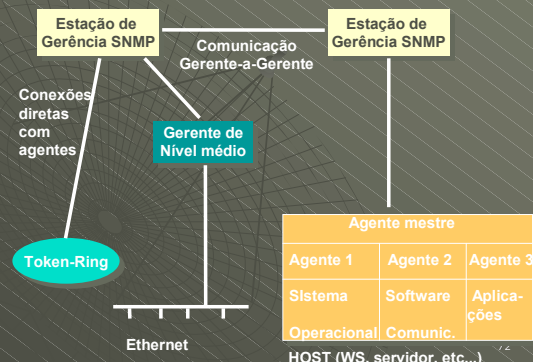 Estação de
Gerência SNMP
Estação de
Gerência SNMP
Comunicação
Gerente-a-Gerente
Conexões
diretas
com
agentes
Gerente de
Nível médio
Token-Ring
Ethernet
Agente mestre
Agente 1
Agente 2
Agente 3
SIstema
Operacional
Software
Comunic.
Aplica-
ções
HOST (WS, servidor, etc...)
72